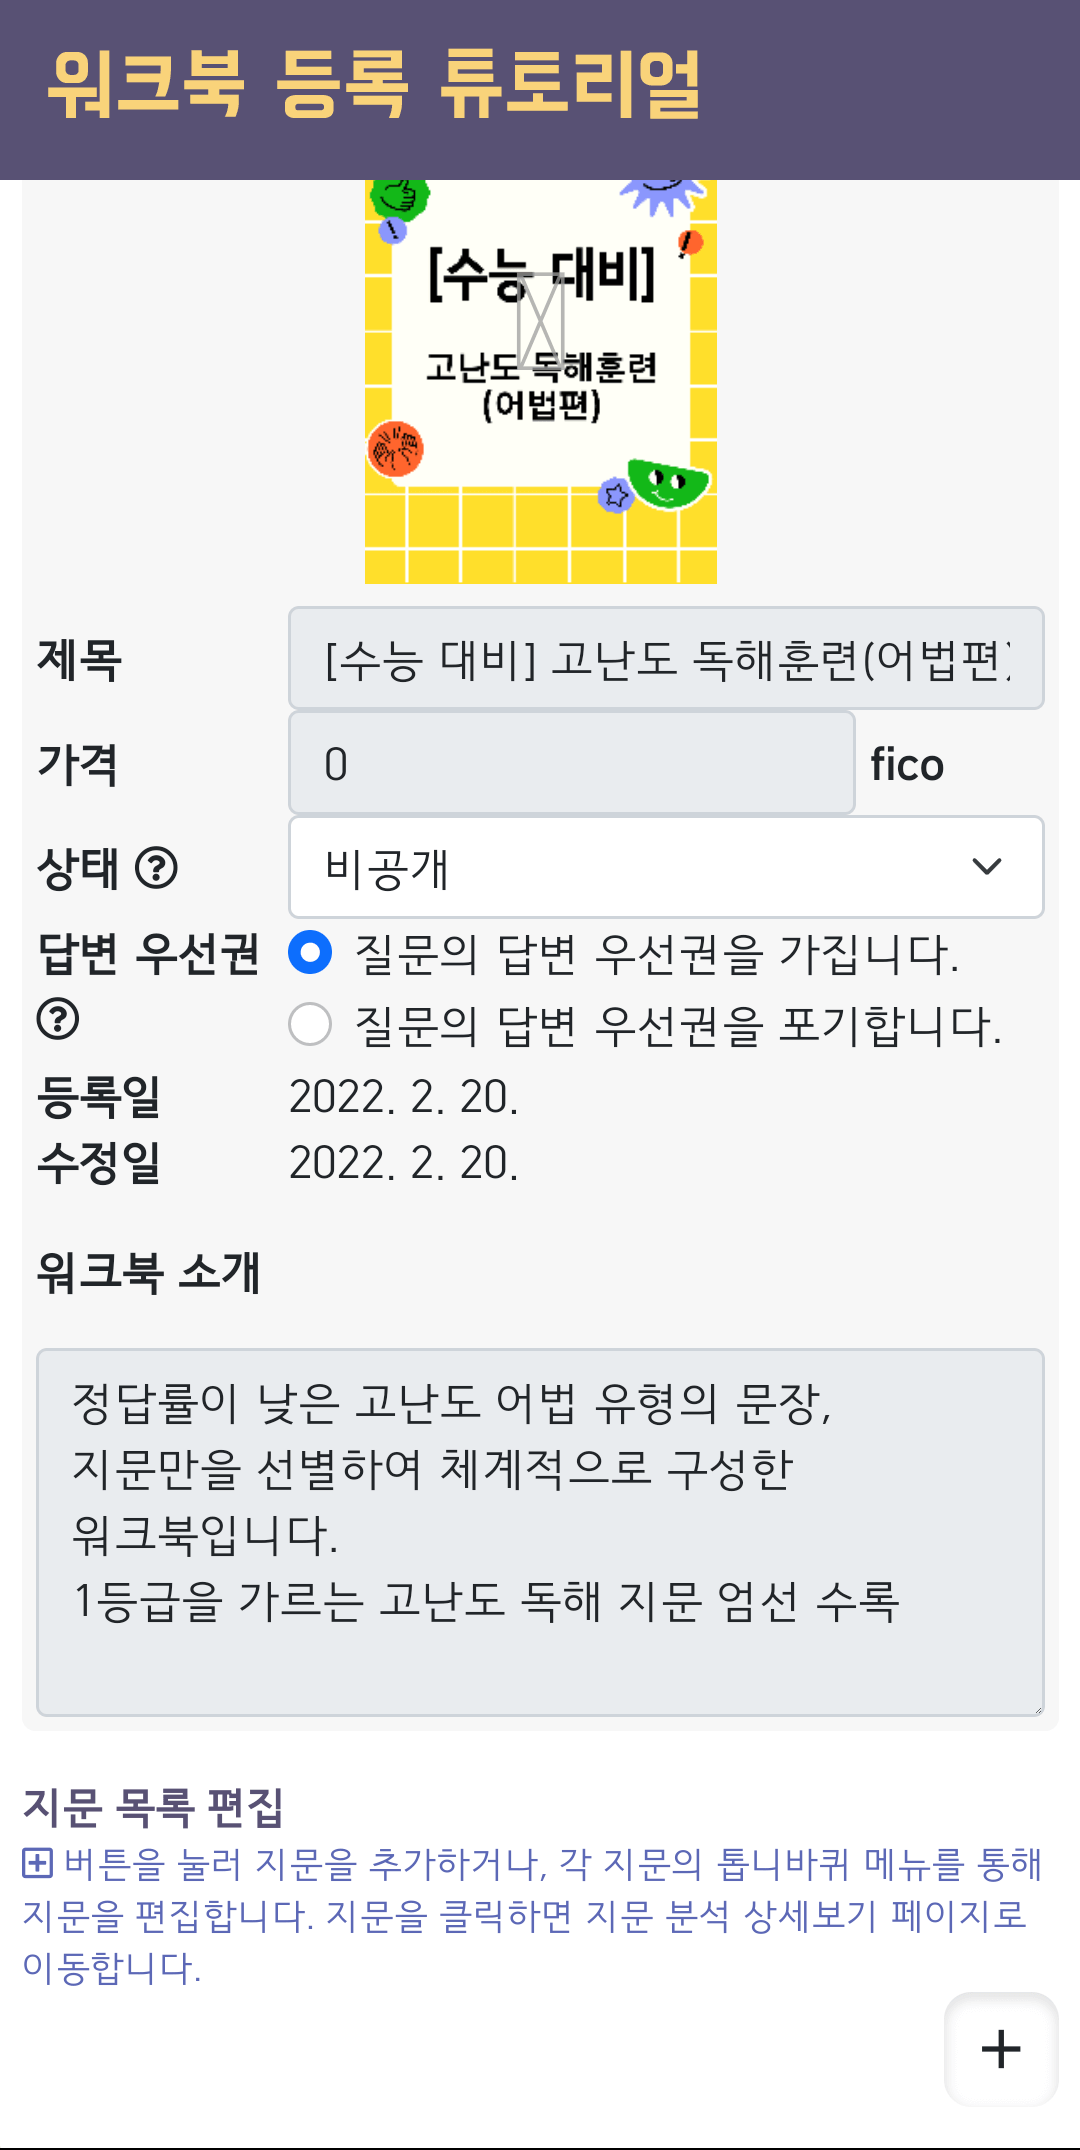 워크북 등록 튜토리얼
[수능 대비]
고난도 독해훈련
(어법편)
제목 [수능 대비] 고난도 독해훈련(어법편)
가격 0 fico
상태 비공개
답변 우선권 질문의 답변 우선권을 가집니다.
질문의 답변 우선권을 포기합니다.
등록일 2022. 2. 20.
수정일 2022. 2. 20.
워크북 소개
정답률이 낮은 고난도 어법 유형의 문장,
지문만을 선별하여 체계적으로 구성한
워크북입니다.
1등급을 가르는 고난도 독해 지문 엄선 수록
지문 목록 편집
버튼을 눌러 지문을 추가하거나, 각 지문의 톱니바퀴 메뉴를 통해
지문을 편집합니다. 지문을 클릭하면 지문 분석 상세보기 페이지로
이동합니다.